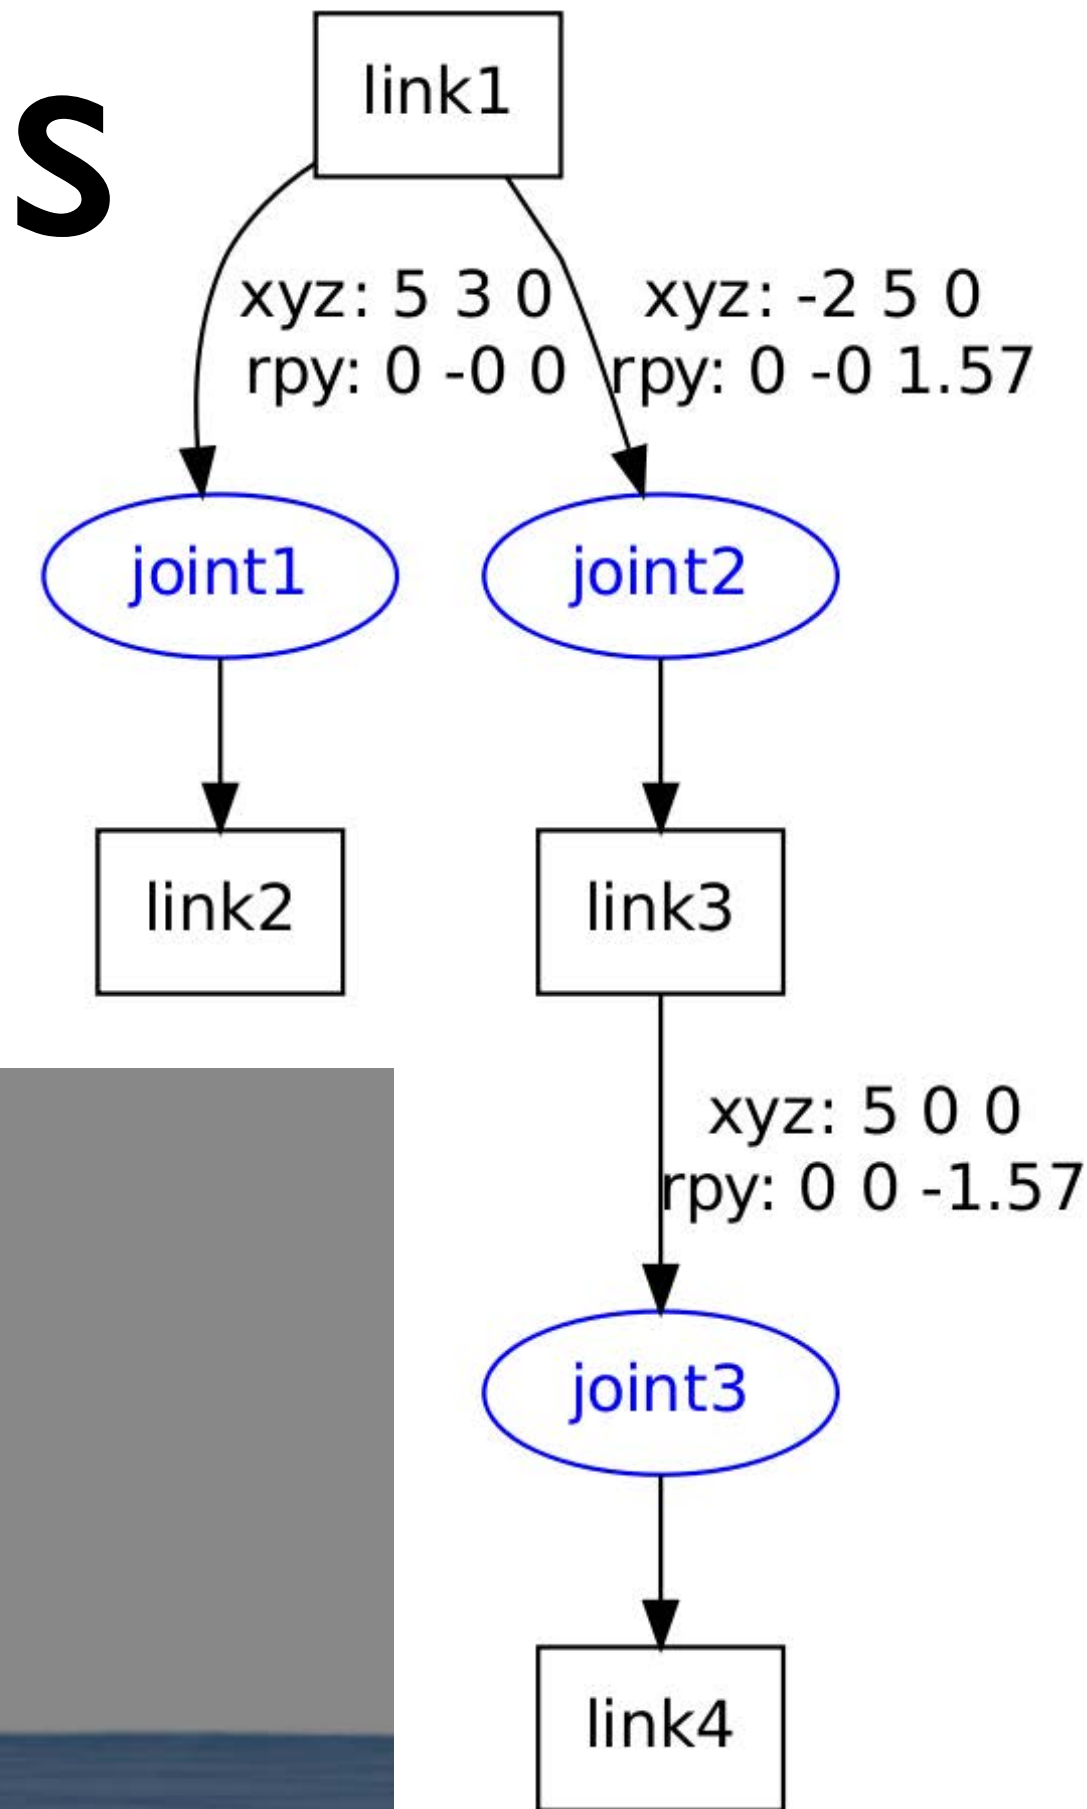 s
link1
xyz: 5 3 0
rpy: 0 -0 0
xyz: -2 5 0
rpy: 0 -0 1.57
joint1
joint2
link2
link3
xyz: 5 0 0
rpy: 0 0 -1.57
joint3
link4